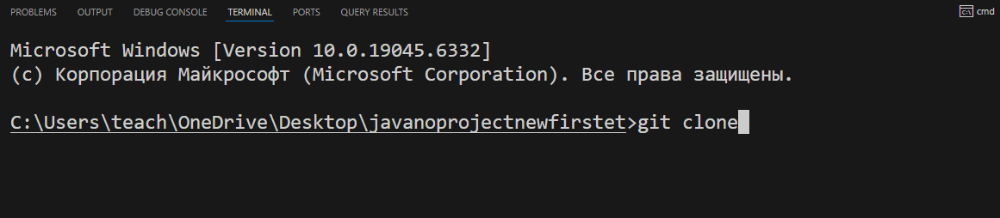 PROBLEMS OUTPUT DEBUG CONSOLE TERMINAL PORTS QUERY RESULTS cmd
Microsoft Windows [Version 10.0.19045.6332]
(c) Корпорация Майкрософт (Microsoft Corporation). Все права защищены.
C:\Users\teach\OneDrive\Desktop\javanoprojectnewfirstet>git clone